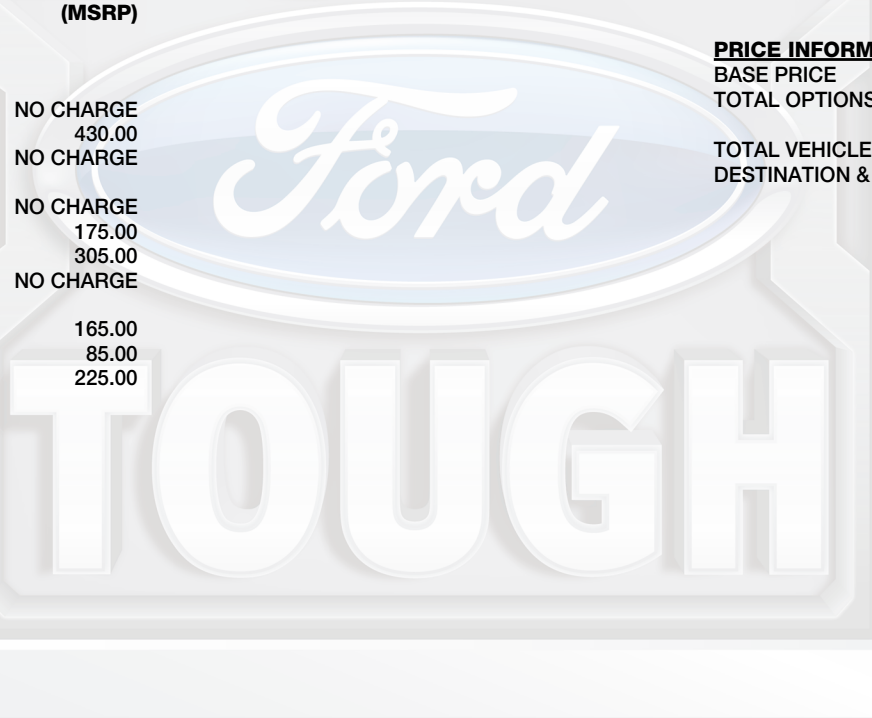 (MSRP)
NO CHARGE
430.00
NO CHARGE
NO CHARGE
175.00
305.00
NO CHARGE
165.00
85.00
225.00
PRICE INFORM
BASE PRICE
TOTAL OPTIONS
TOTAL VEHICLE
DESTINATION &
Ford
TOUGH